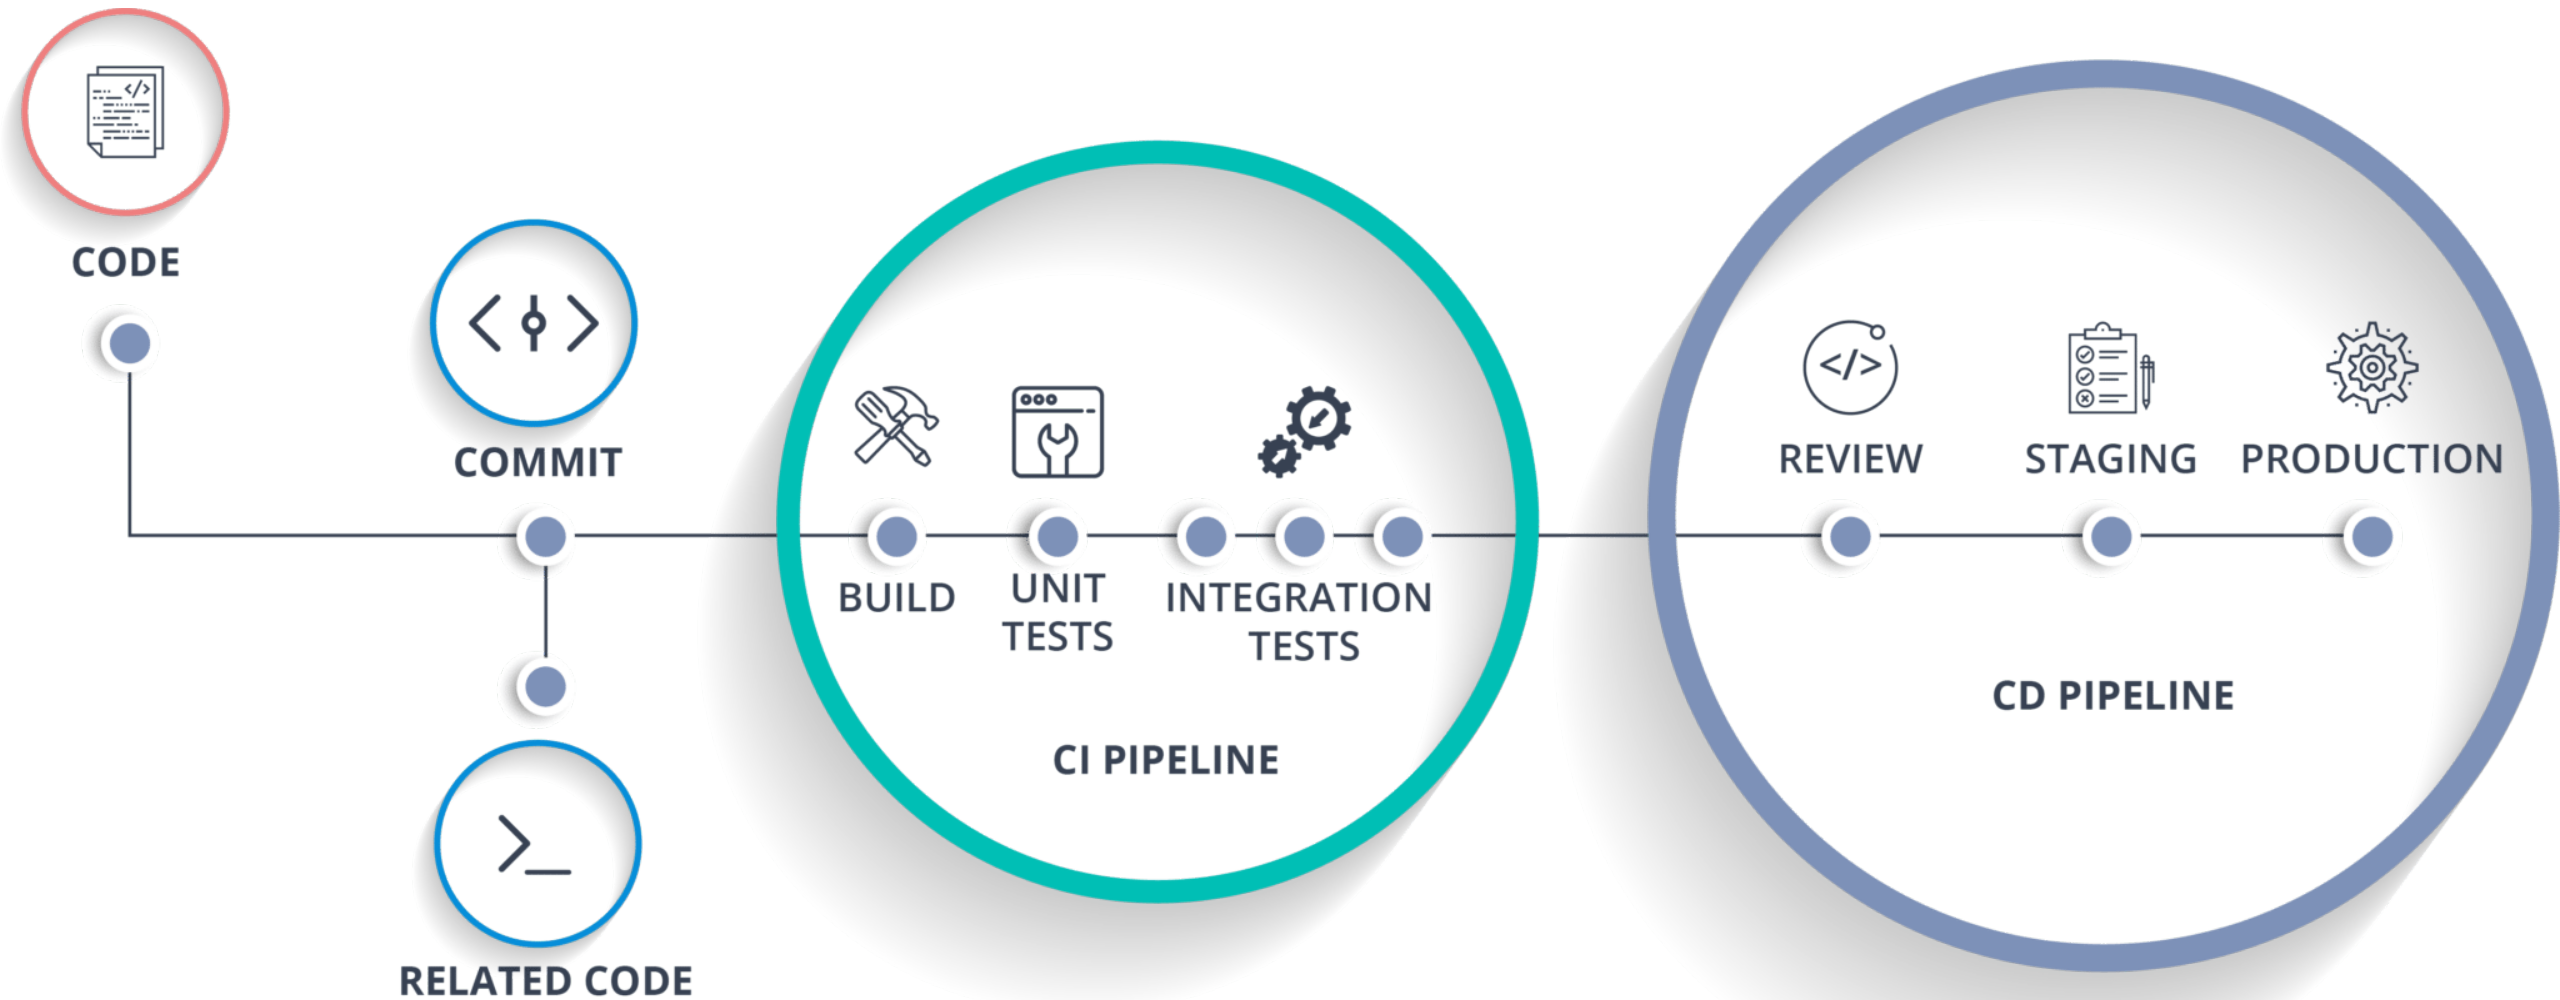 CODE
COMMIT
RELATED CODE
BUILD
UNIT
TESTS
INTEGRATION
TESTS
CI PIPELINE
REVIEW
STAGING
PRODUCTION
CD PIPELINE